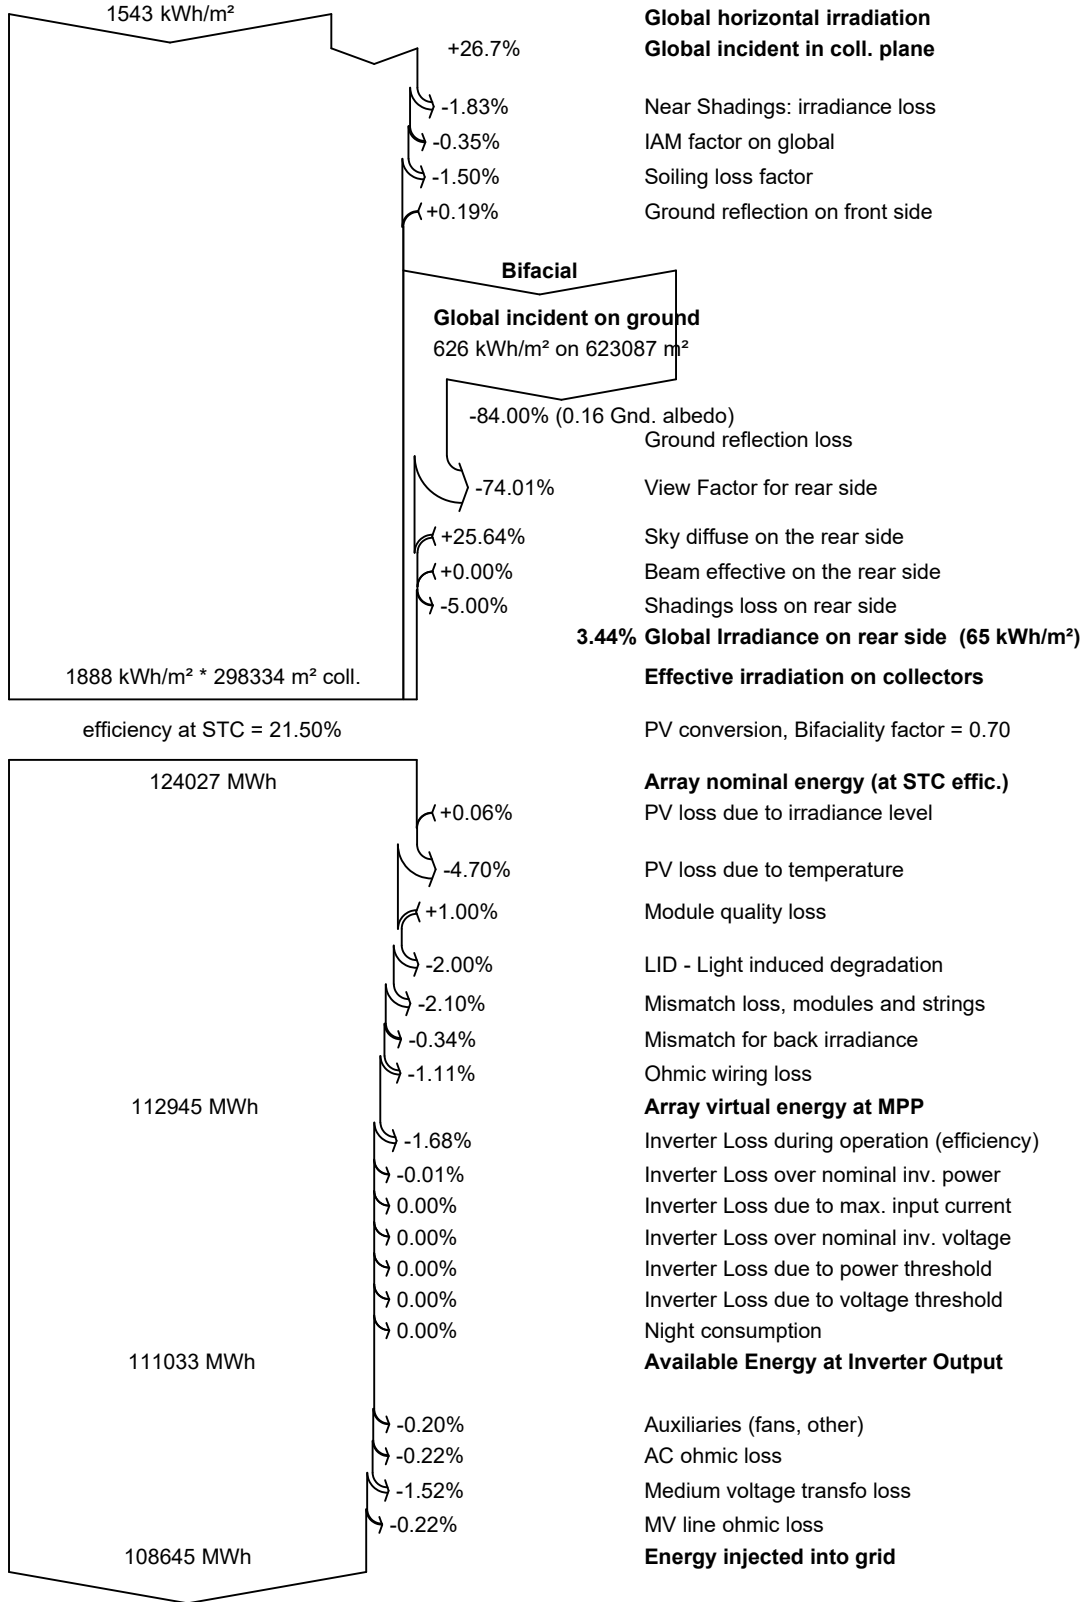 1543 kWh/m² Global horizontal irradiation
+26.7% Global incident in coll. plane
-1.83% Near Shadings: irradiance loss
-0.35% IAM factor on global
-1.50% Soiling loss factor
+0.19% Ground reflection on front side
Bifacial
Global incident on ground
626 kWh/m² on 623087 m²
-84.00% (0.16 Gnd. albedo)
Ground reflection loss
-74.01% View Factor for rear side
+25.64% Sky diffuse on the rear side
+0.00% Beam effective on the rear side
-5.00% Shadings loss on rear side
3.44% Global Irradiance on rear side (65 kWh/m²)
1888 kWh/m² * 298334 m² coll. Effective irradiation on collectors
efficiency at STC = 21.50% PV conversion, Bifaciality factor = 0.70
124027 MWh Array nominal energy (at STC effic.)
+0.06% PV loss due to irradiance level
-4.70% PV loss due to temperature
+1.00% Module quality loss
-2.00% LID - Light induced degradation
-2.10% Mismatch loss, modules and strings
-0.34% Mismatch for back irradiance
-1.11% Ohmic wiring loss
112945 MWh Array virtual energy at MPP
-1.68% Inverter Loss during operation (efficiency)
-0.01% Inverter Loss over nominal inv. power
0.00% Inverter Loss due to max. input current
0.00% Inverter Loss over nominal inv. voltage
0.00% Inverter Loss due to power threshold
0.00% Inverter Loss due to voltage threshold
0.00% Night consumption
111033 MWh Available Energy at Inverter Output
-0.20% Auxiliaries (fans, other)
-0.22% AC ohmic loss
-1.52% Medium voltage transfo loss
-0.22% MV line ohmic loss
108645 MWh Energy injected into grid